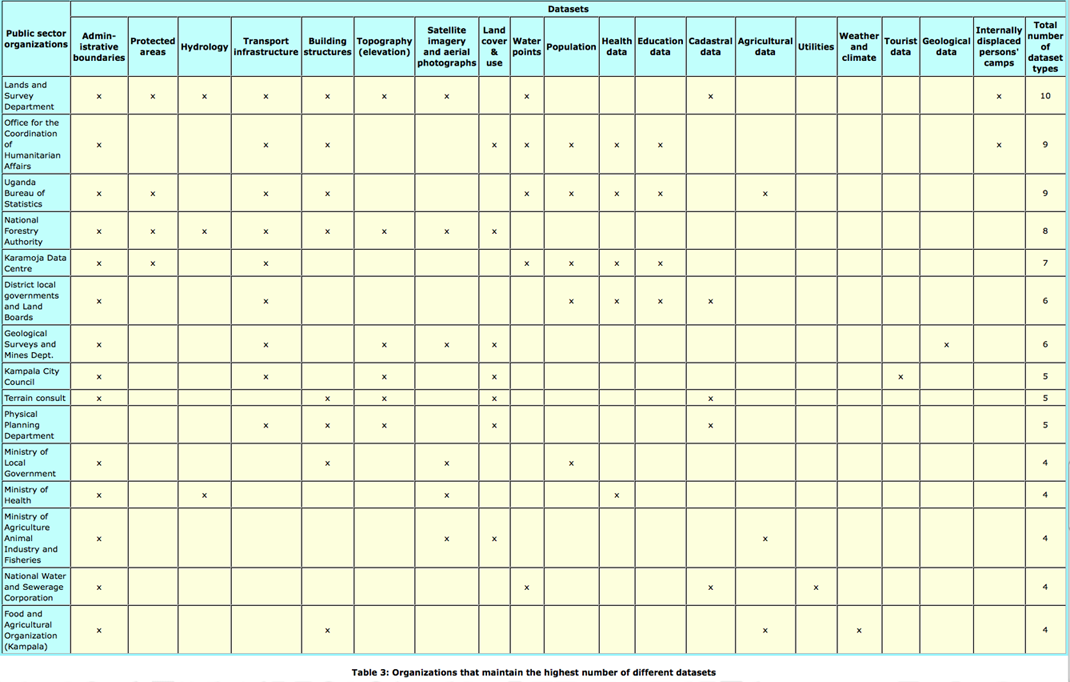 Datasets
Public sector organizations Admin-istrative boundaries Protected areas Hydrology Transport infrastructure Building structures Topography (elevation) Satellite imagery and aerial photographs Land cover & use Water points Population Health data Education data Cadastral data Agricultural data Utilities Weather and climate Tourist data Geological data Internally displaced persons' camps Total number of dataset types
Lands and Survey Department x x x x x x x x x x 10
Office for the Coordination of Humanitarian Affairs x x x x x x x x x 9
Uganda Bureau of Statistics x x x x x x x x x 9
National Forestry Authority x x x x x x x x 8
Karamoja Data Centre x x x x x x x 7
District local governments and Land Boards x x x x x x 6
Geological Surveys and Mines Dept. x x x x x x 6
Kampala City Council x x x x x 5
Terrain consult x x x x x 5
Physical Planning Department x x x x x 5
Ministry of Local Government x x x x 4
Ministry of Health x x x x 4
Ministry of Agriculture Animal Industry and Fisheries x x x x 4
National Water and Sewerage Corporation x x x x 4
Food and Agricultural Organization (Kampala) x x x x 4
Table 3: Organizations that maintain the highest number of different datasets